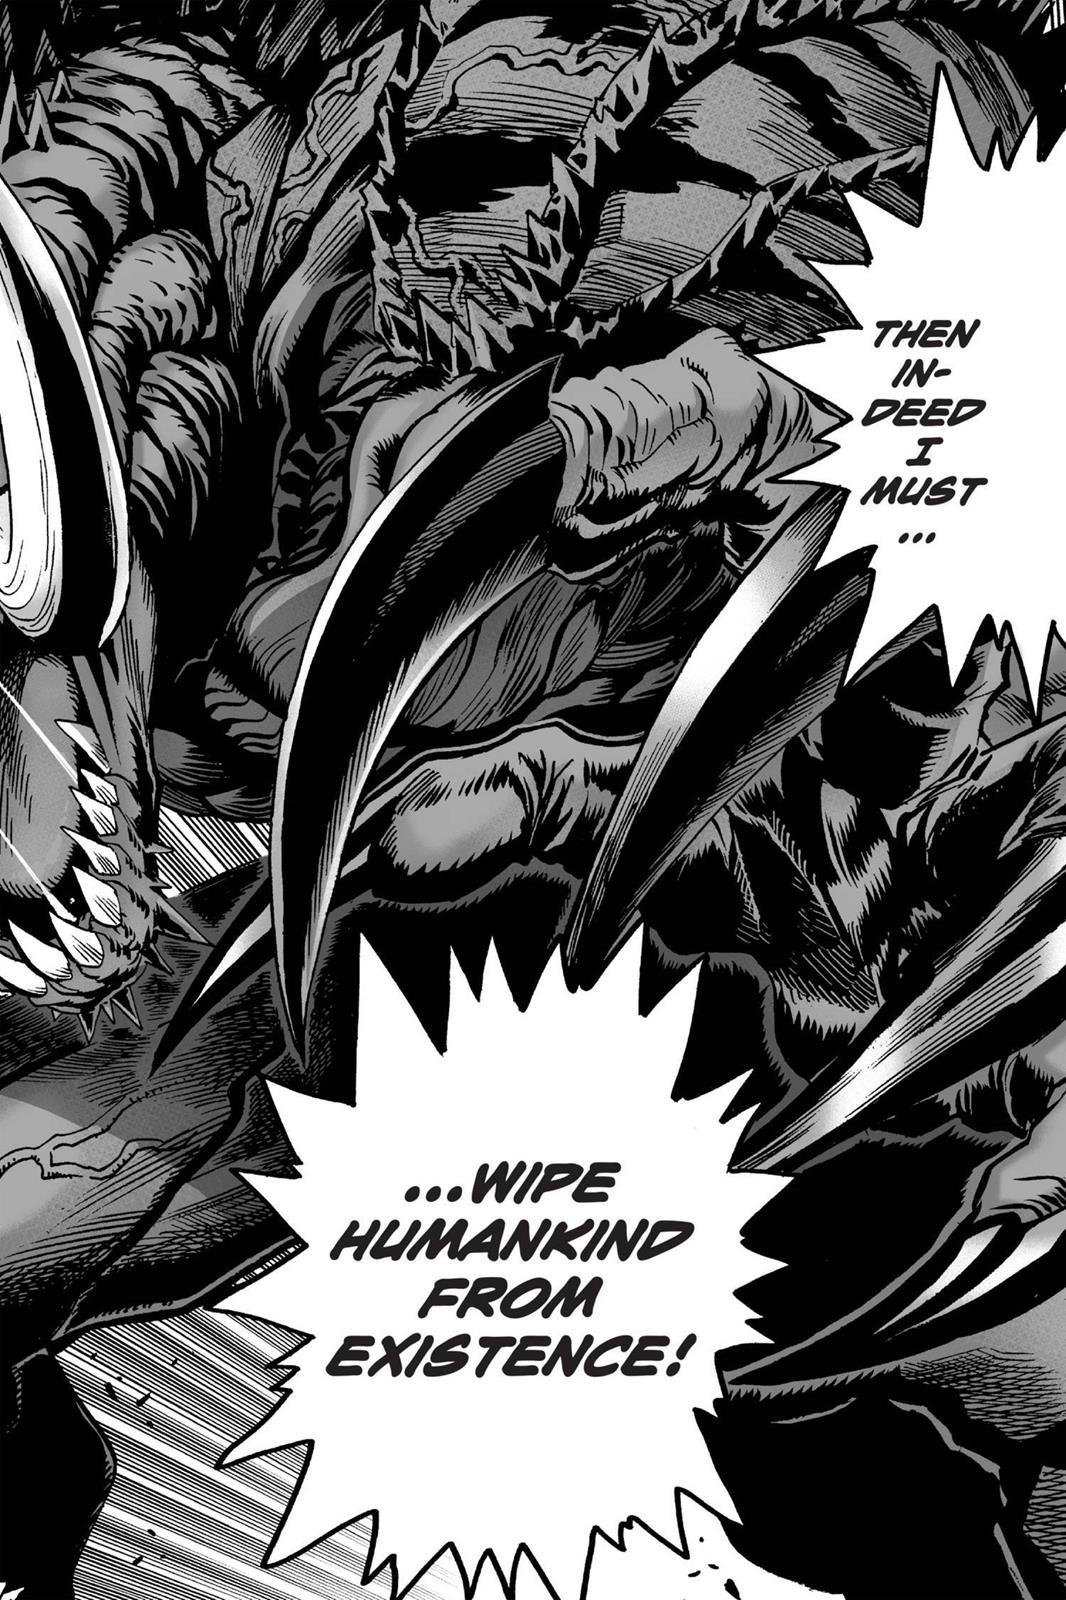 THEN
IN-
DEED
I
MUST
...
...WIPE
HUMANKIND
FROM
EXISTENCE!